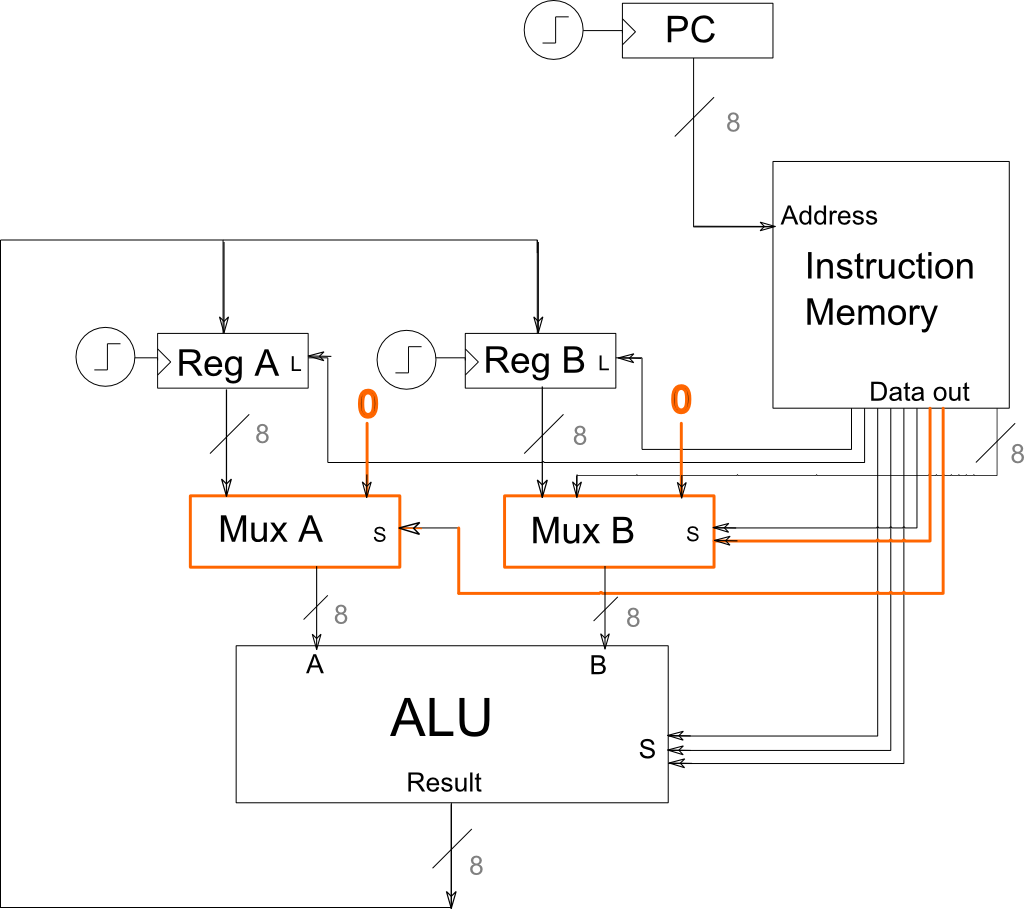 PC
8
Address
Instruction
Memory
Data out
Reg A L
Reg B L
0
0
8
8
8
Mux A S
Mux B S
8
8
A
B
ALU
S
Result
8